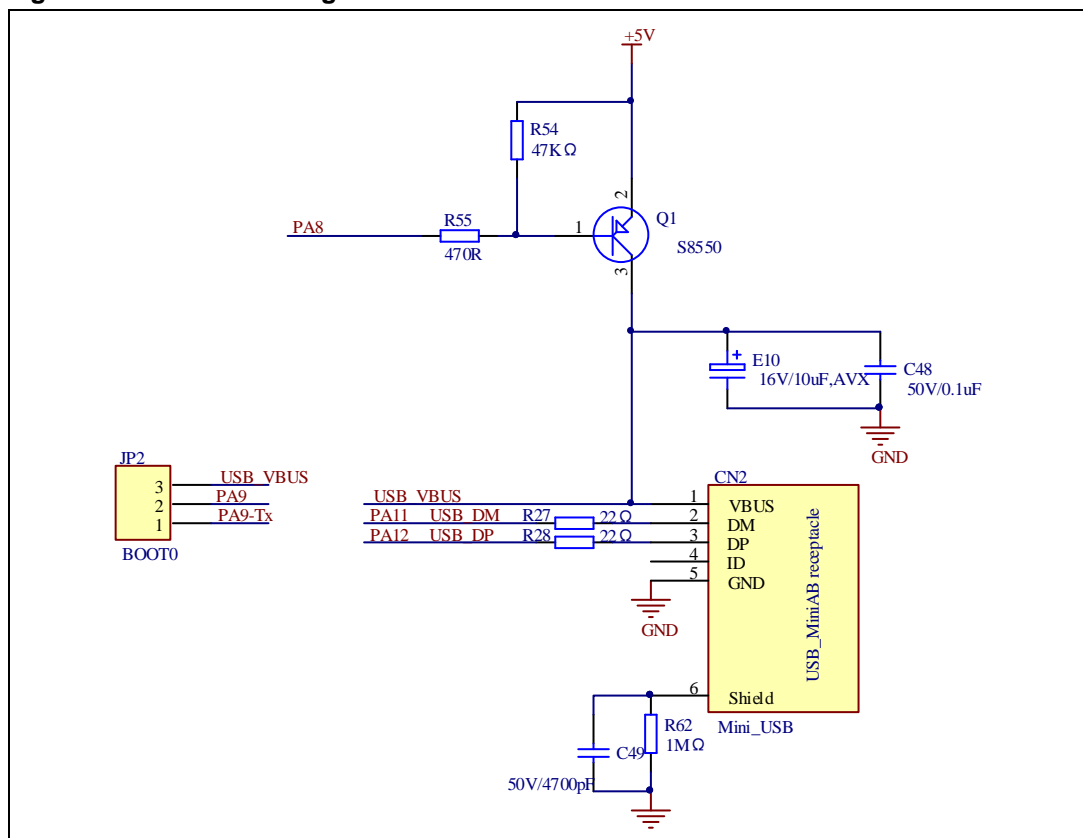 +5V
R54
47KΩ
2
Q1
PA8
R55
1
470R
S8550
3
E10
16V/10uF,AVX
C48
50V/0.1uF
GND
JP2
3 USB_VBUS
2 PA9
1 PA9-Tx
BOOT0
CN2
USB_VBUS 1 VBUS
PA11 USB_DM R27 22Ω 2 DM
PA12 USB_DP R28 22Ω 3 DP
4 ID
5 GND
GND
USB_MiniAB receptacle
6 Shield
Mini_USB
R62
1MΩ
C49
50V/4700pF